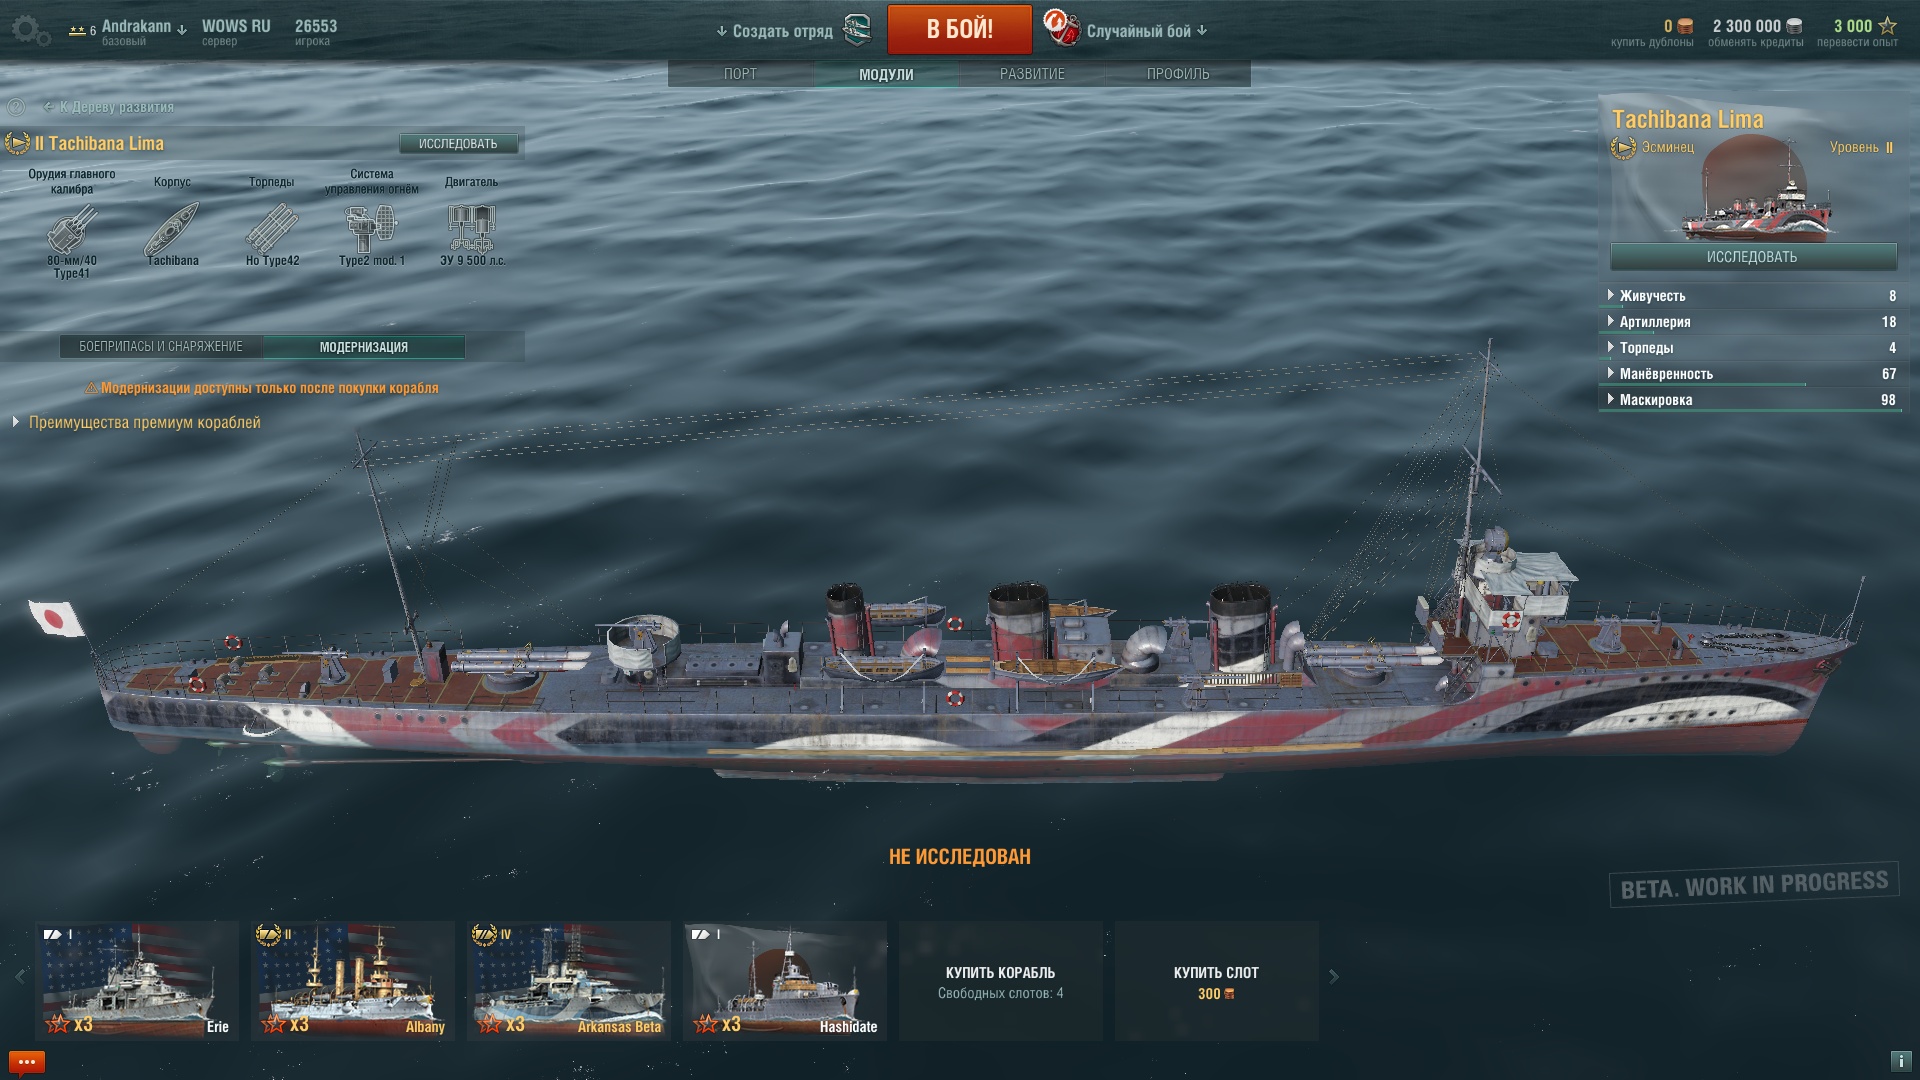 6 Andrakann
базовый
WOWS RU
сервер
26553
игрока
Создать отряд
В БОЙ!
Случайный бой
0
купить дублоны
2 300 000
обменять кредиты
3 000
перевести опыт
ПОРТ
МОДУЛИ
РАЗВИТИЕ
ПРОФИЛЬ
К Дереву развития
II Tachibana Lima
ИССЛЕДОВАТЬ
Орудия главного
калибра
Корпус
Торпеды
Система
управления огнём
Двигатель
80-мм/40
Type41
Tachibana
Ho Type42
Type2 mod. 1
ЭУ 9 500 л.с.
БОЕПРИПАСЫ И СНАРЯЖЕНИЕ
МОДЕРНИЗАЦИЯ
Модернизации доступны только после покупки корабля
Преимущества премиум кораблей
Tachibana Lima
Эсминец
Уровень II
ИССЛЕДОВАТЬ
Живучесть 8
Артиллерия 18
Торпеды 4
Манёвренность 67
Маскировка 98
НЕ ИССЛЕДОВАН
BETA. WORK IN PROGRESS
I
x3
Erie
II
x3
Albany
IV
x3
Arkansas Beta
I
x3
Hashidate
КУПИТЬ КОРАБЛЬ
Свободных слотов: 4
КУПИТЬ СЛОТ
300